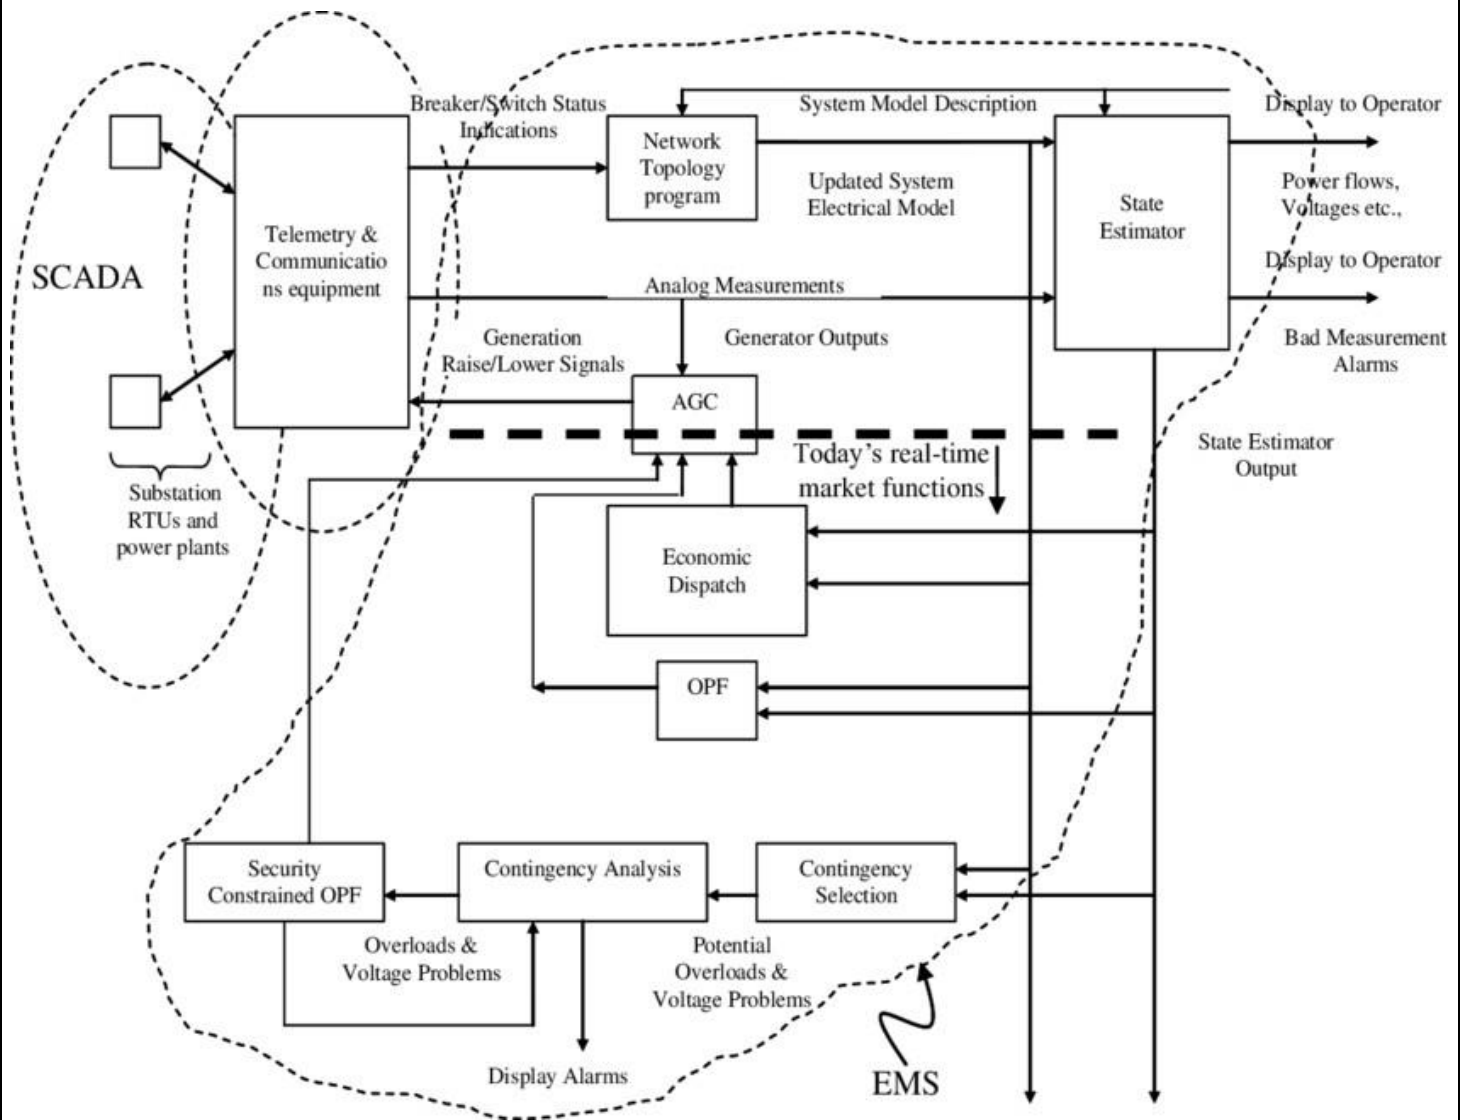 Breaker/Switch Status
Indications
System Model Description
Display to Operator
Network
Topology
program
Updated System
Electrical Model
State
Estimator
Power flows,
Voltages etc.,
Telemetry &
Communicatio
ns equipment
SCADA
Display to Operator
Analog Measurements
Generation
Raise/Lower Signals
Generator Outputs
Bad Measurement
Alarms
AGC
Today's real-time
market functions
State Estimator
Output
Substation
RTUs and
power plants
Economic
Dispatch
OPF
Security
Constrained OPF
Contingency Analysis
Contingency
Selection
Overloads &
Voltage Problems
Potential
Overloads &
Voltage Problems
Display Alarms
EMS